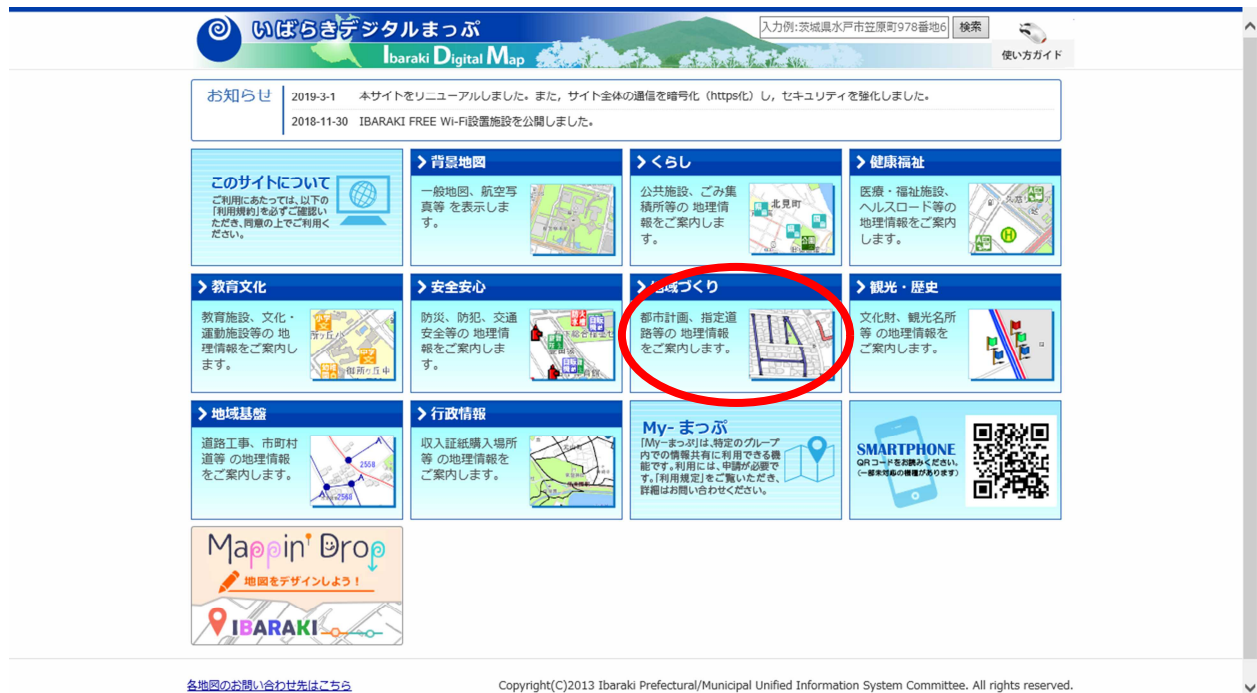 いばらきデジタルまっぷ
Ibaraki Digital Map
入力例:茨城県水戸市笠原町978番地6
検索
使い方ガイド
お知らせ
2019-3-1 本サイトをリニューアルしました。また，サイト全体の通信を暗号化（https化）し，セキュリティを強化しました。
2018-11-30 IBARAKI FREE Wi-Fi設置施設を公開しました。
このサイトについて
ご利用にあたっては、以下の
「利用規約」を必ずご確認い
ただき、同意の上でご利用く
ださい。
背景地図
一般地図、航空写
真等 を表示しま
す。
くらし
公共施設、ごみ集
積所等の 地理情
報をご案内しま
す。
北見町
健康福祉
医療・福祉施設、
ヘルスロード等の
地理情報をご案内
します。
教育文化
教育施設、文化・
運動施設等の 地
理情報をご案内し
ます。
安全安心
防災、防犯、交通
安全等の 地理情
報をご案内しま
す。
地域づくり
都市計画、指定道
路等の 地理情報
をご案内します。
観光・歴史
文化財、観光名所
等 の地理情報を
ご案内します。
地域基盤
道路工事、市町村
道等 の地理情報
をご案内します。
2558
2568
行政情報
収入証紙購入場所
等 の地理情報を
ご案内します。
My- まっぷ
「My-まっぷ」は、特定のグループ
内での情報共有に利用できる機
能です。利用には、申請が必要で
す。「利用規定」をご覧いただき、
詳細はお問い合わせください。
SMARTPHONE
QRコードをお読みください。
（一部未対応の機種があります）
Mappin' Drop
地図をデザインしよう！
IBARAKI
各地図のお問い合わせ先はこちら
Copyright(C)2013 Ibaraki Prefectural/Municipal Unified Information System Committee. All rights reserved.